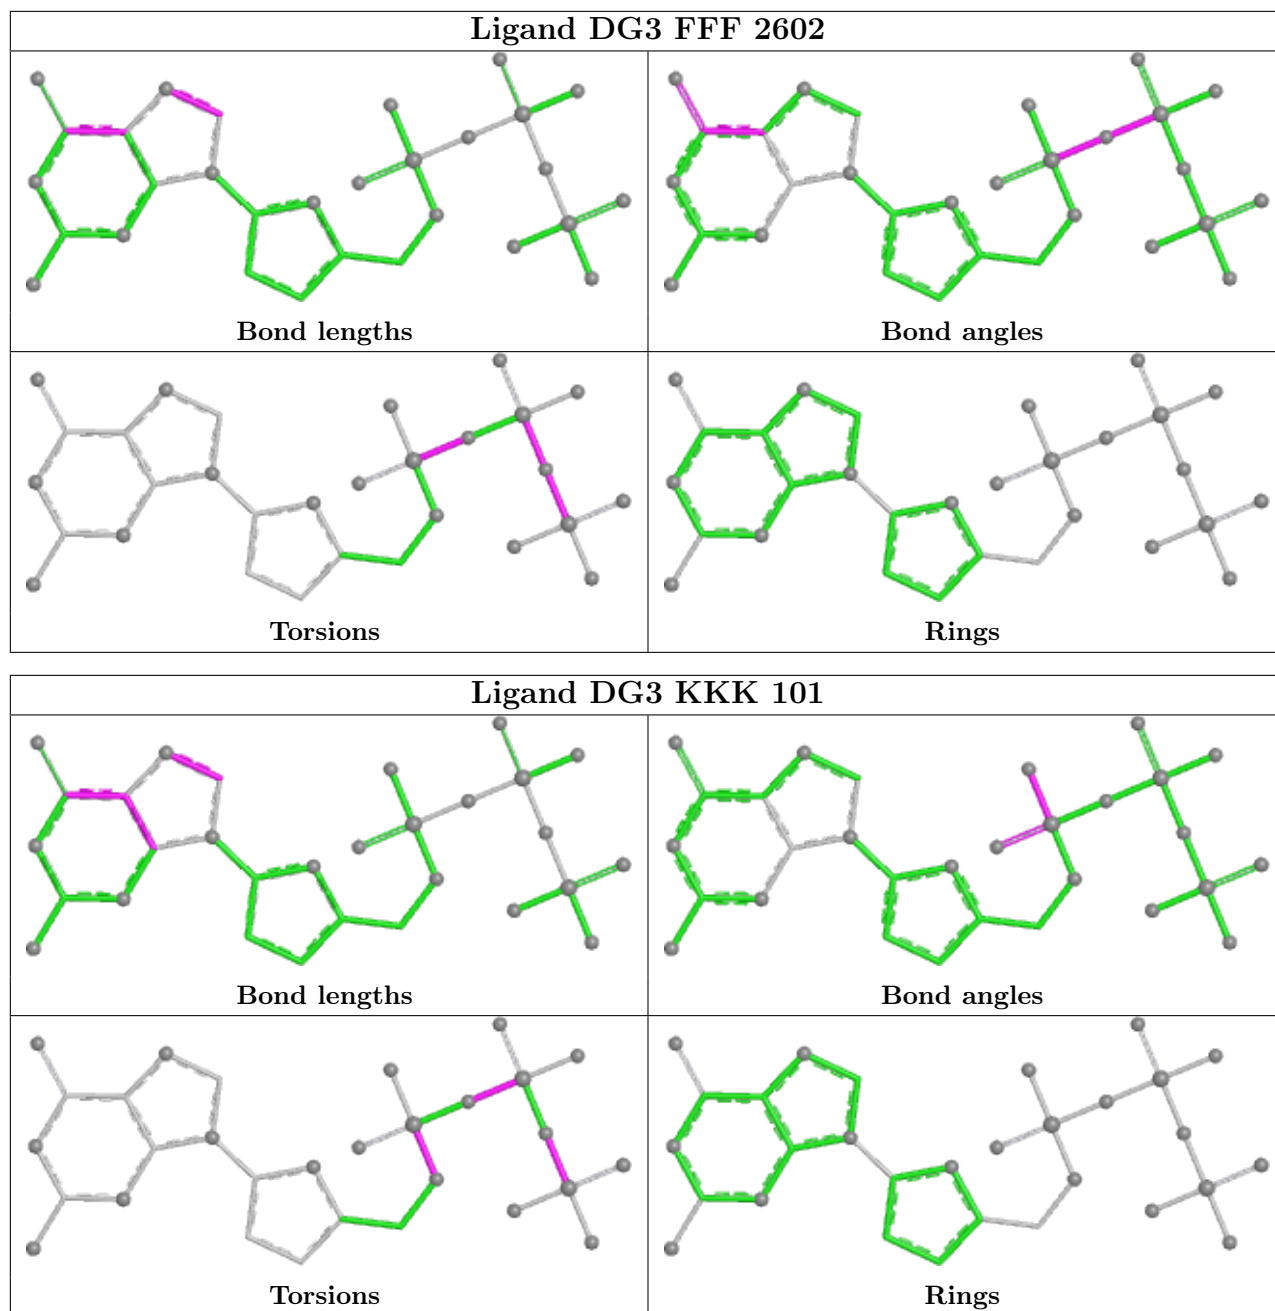 Ligand DG3 FFF 2602
Bond lengths
Bond angles
Torsions
Rings
Ligand DG3 KKK 101
Bond lengths
Bond angles
Torsions
Rings